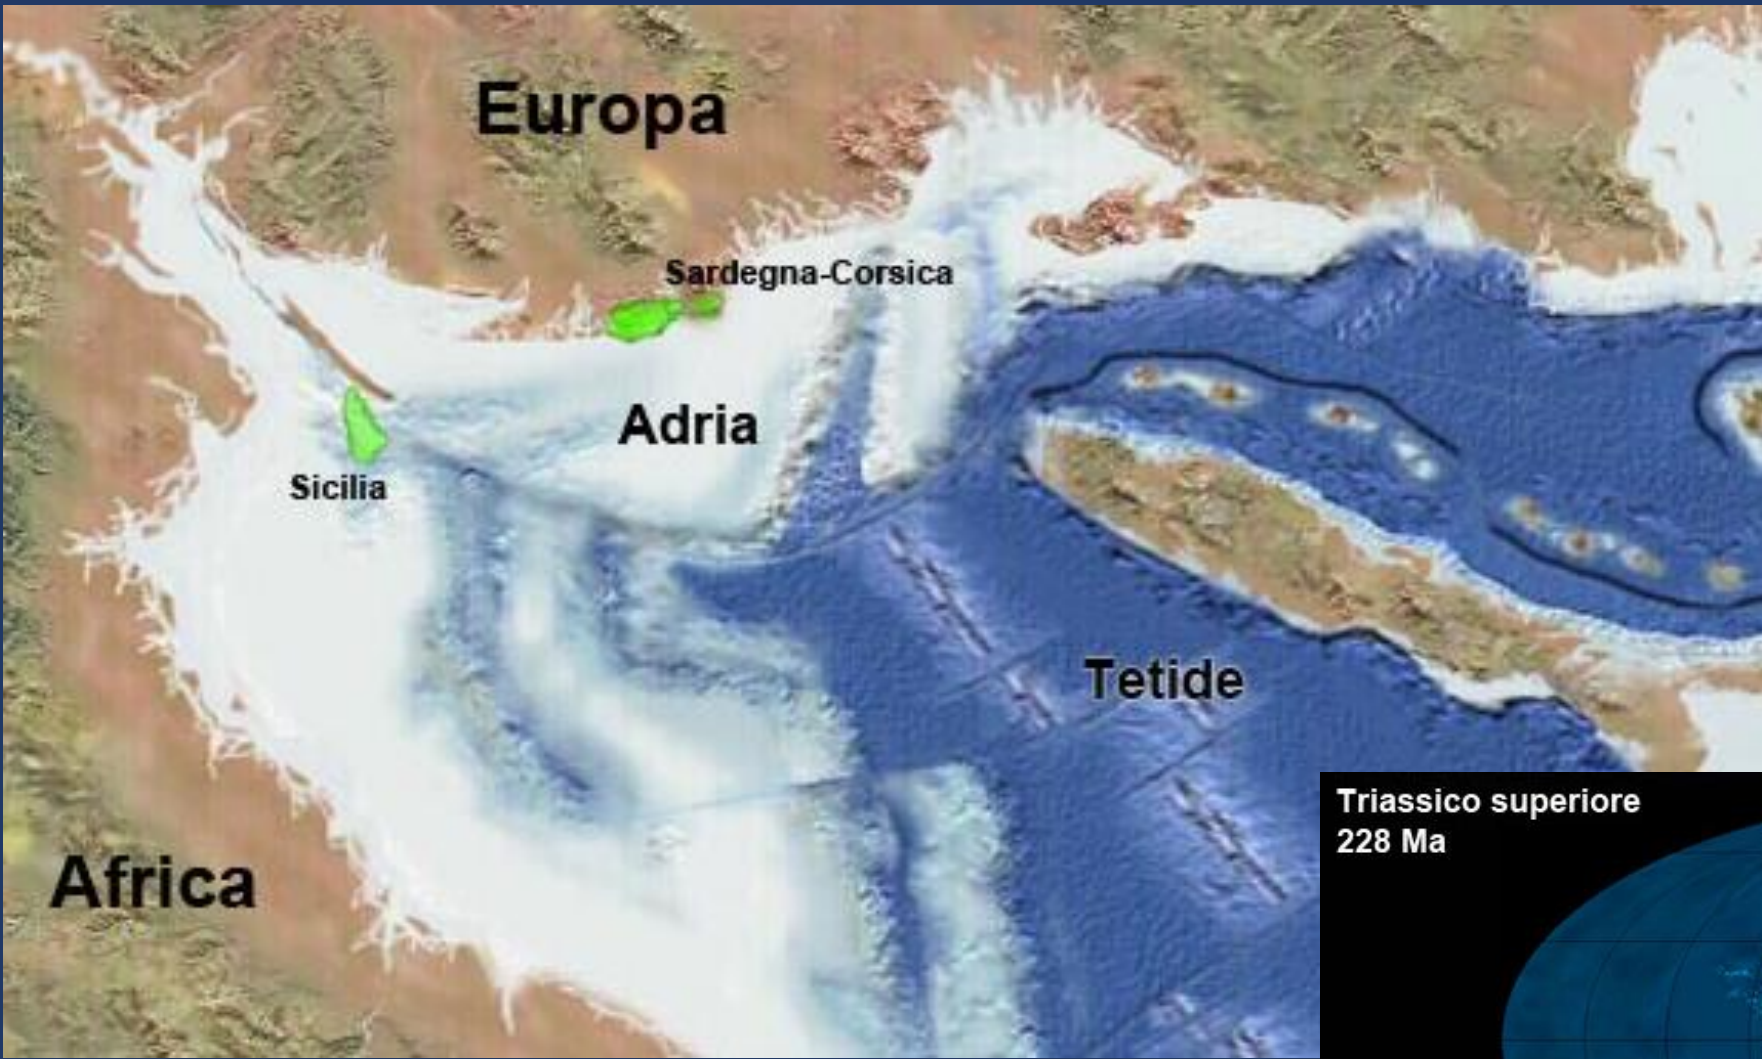 Europa
Sardegna-Corsica
Adria
Sicilia
Tetide
Triassico superiore
228 Ma
Africa